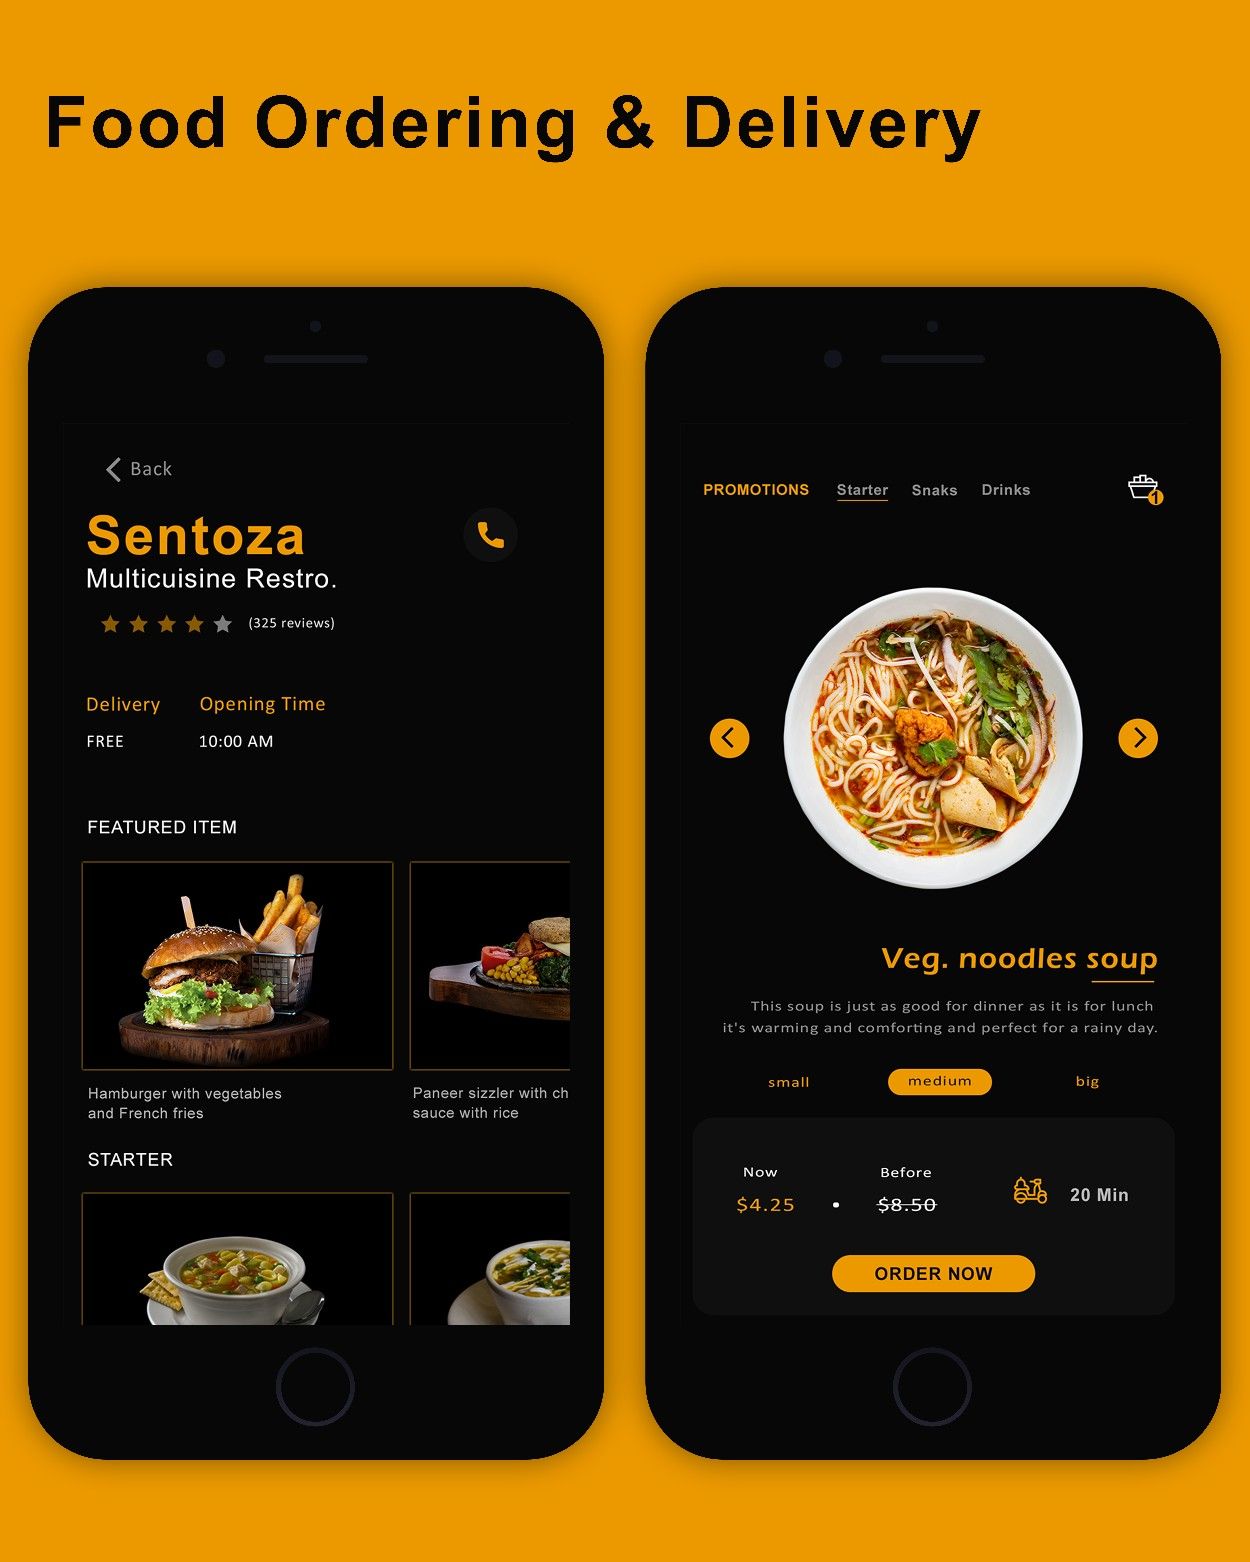 Food Ordering & Delivery
Back
Sentoza
Multicuisine Restro.
(325 reviews)
Delivery Opening Time
FREE 10:00 AM
FEATURED ITEM
Hamburger with vegetables
and French fries
Paneer sizzler with ch
sauce with rice
STARTER
PROMOTIONS Starter Snaks Drinks
1
Veg. noodles soup
This soup is just as good for dinner as it is for lunch
it's warming and comforting and perfect for a rainy day.
small medium big
Now Before
$4.25 $8.50 20 Min
ORDER NOW